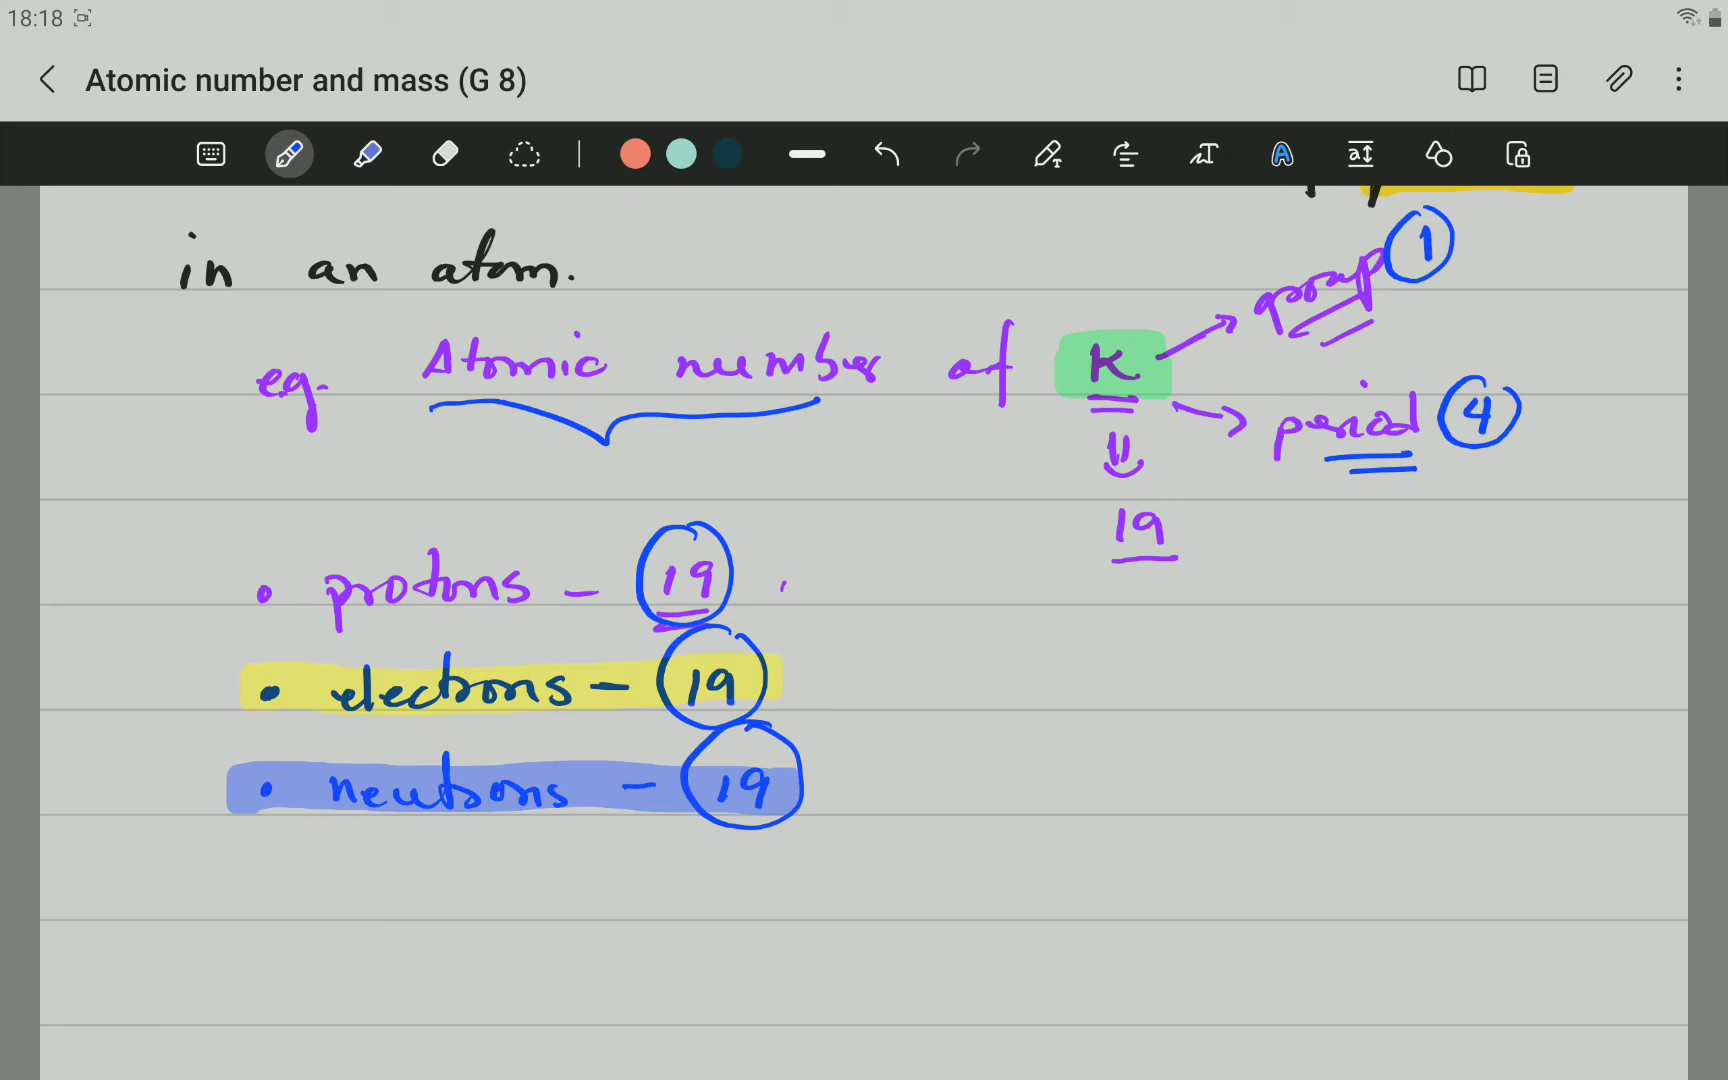 18:18
Atomic number and mass (G 8)
in an atom.
eg. Atomic number of K
group 1
period 4
19
• protons - 19
• electrons - 19
• neutrons - 19